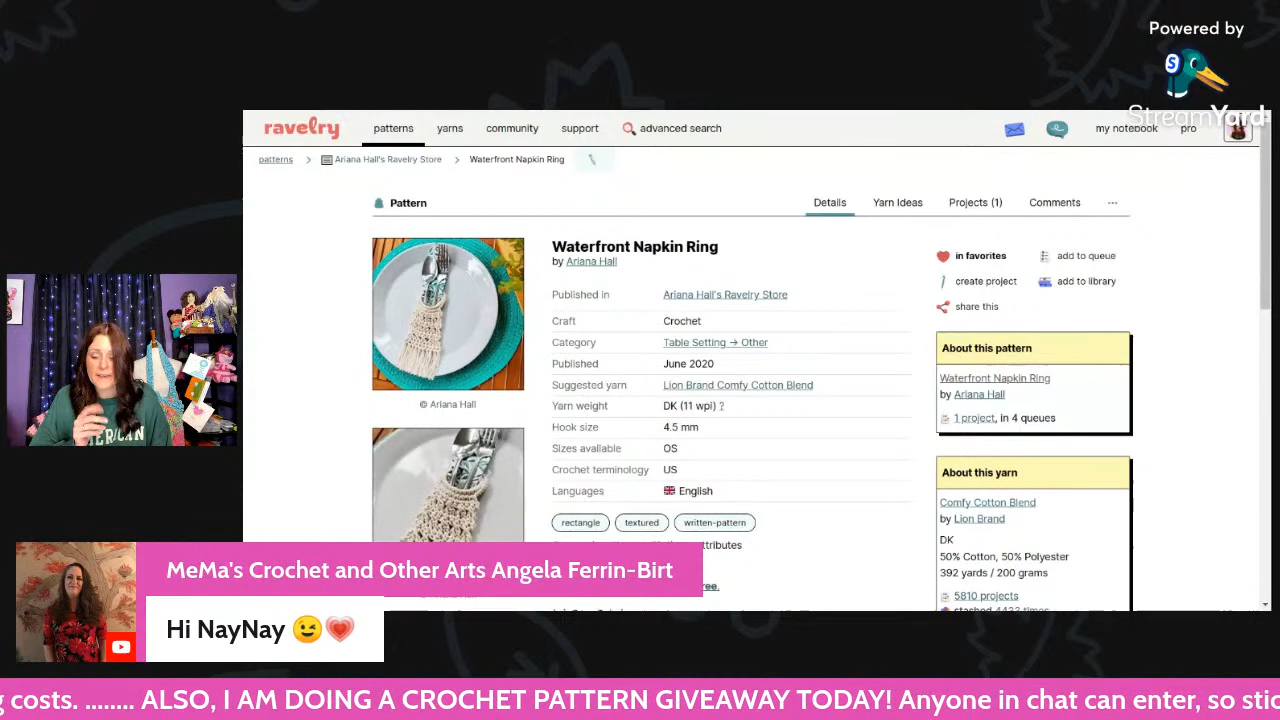 Powered by
StreamYard
ravelry patterns yarns community support advanced search my notebook pro
patterns > Ariana Hall's Ravelry Store > Waterfront Napkin Ring
Pattern Details Yarn Ideas Projects (1) Comments ...
Waterfront Napkin Ring
by Ariana Hall
Published in Ariana Hall's Ravelry Store
Craft Crochet
Category Table Setting → Other
Published June 2020
Suggested yarn Lion Brand Comfy Cotton Blend
Yarn weight DK (11 wpi) ?
Hook size 4.5 mm
Sizes available OS
Crochet terminology US
Languages English
rectangle textured written-pattern
© Ariana Hall
in favorites add to queue
create project add to library
share this
About this pattern
Waterfront Napkin Ring
by Ariana Hall
1 project, in 4 queues
About this yarn
Comfy Cotton Blend
by Lion Brand
DK
50% Cotton, 50% Polyester
392 yards / 200 grams
5810 projects
stashed 4433 times
MeMa's Crochet and Other Arts Angela Ferrin-Birt
Hi NayNay 😉💗
costs. ........ ALSO, I AM DOING A CROCHET PATTERN GIVEAWAY TODAY! Anyone in chat can enter, so